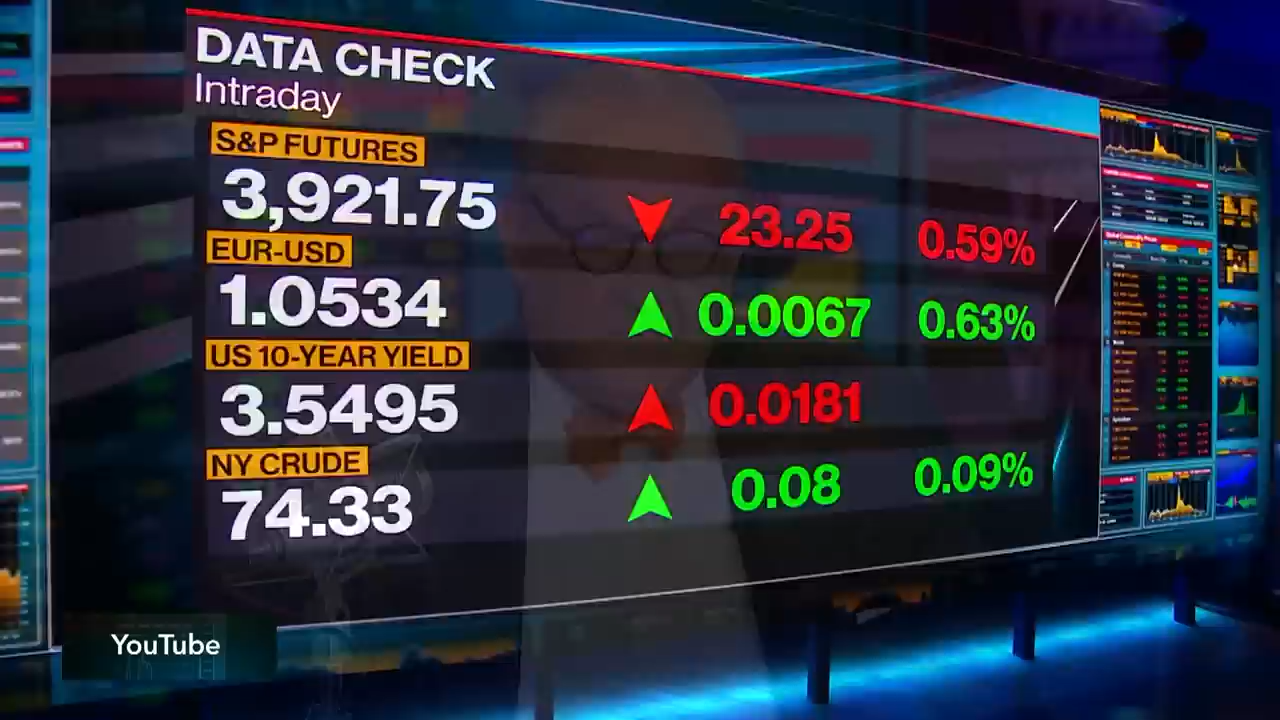 DATA CHECK
Intraday
S&P FUTURES
3,921.75 23.25 0.59%
EUR-USD
1.0534 0.0067 0.63%
US 10-YEAR YIELD
3.5495 0.0181
NY CRUDE
74.33 0.08 0.09%
YouTube